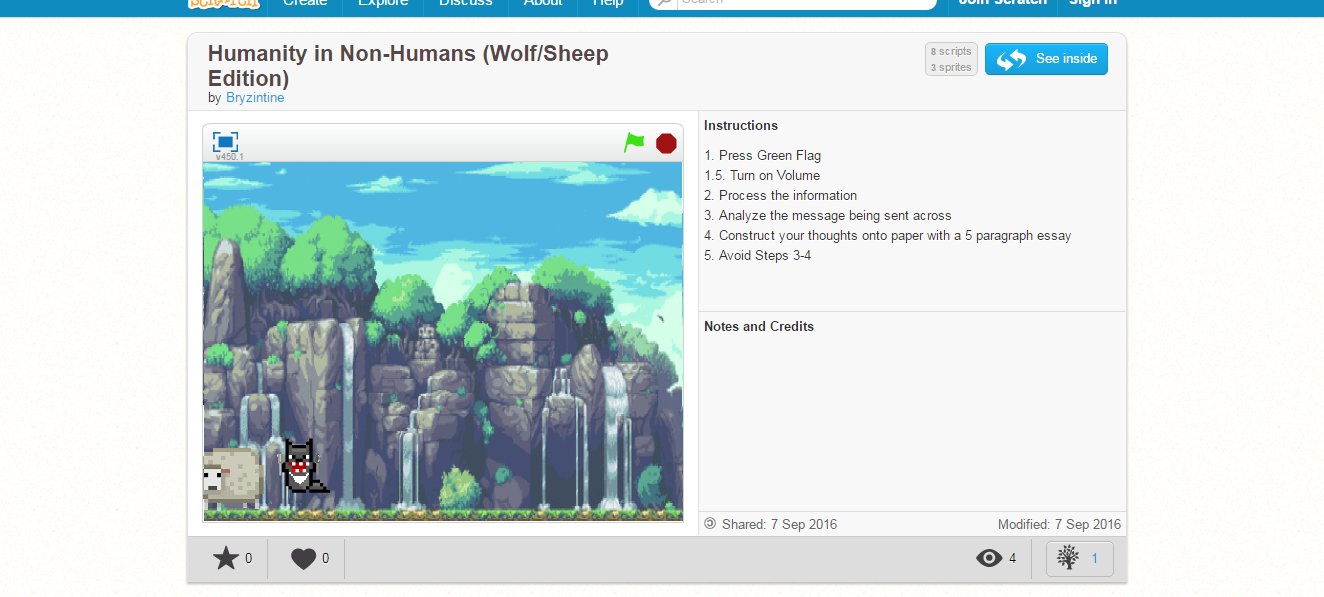 SCRATCH
Create Explore Discuss About Help Search Join Scratch Sign in
Humanity in Non-Humans (Wolf/Sheep
Edition)
by Bryzintine
8 scripts
3 sprites
See inside
v450.1
Instructions
1. Press Green Flag
1.5. Turn on Volume
2. Process the information
3. Analyze the message being sent across
4. Construct your thoughts onto paper with a 5 paragraph essay
5. Avoid Steps 3-4
Notes and Credits
Shared: 7 Sep 2016 Modified: 7 Sep 2016
0 0 4 1